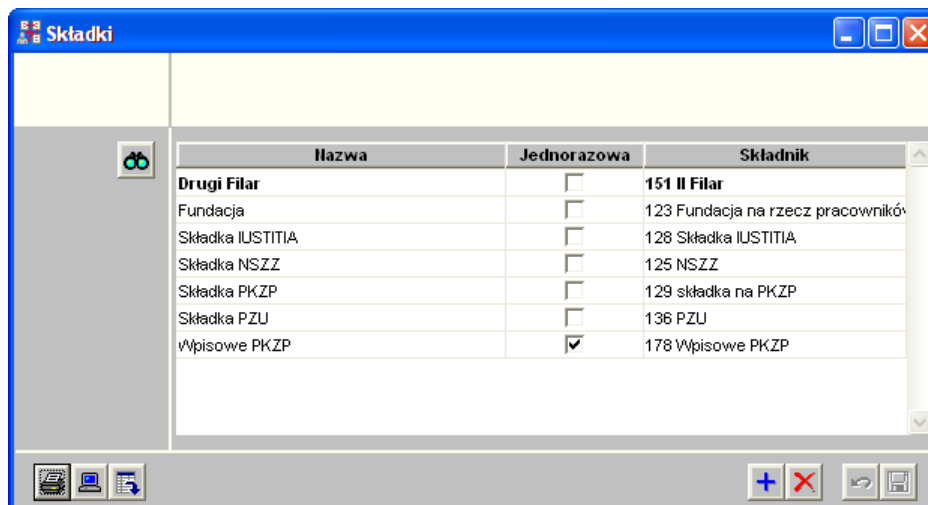 Składki
Nazwa Jednorazowa Składnik
Drugi Filar 151 II Filar
Fundacja 123 Fundacja na rzecz pracowników
Składka IUSTITIA 128 Składka IUSTITIA
Składka NSZZ 125 NSZZ
Składka PKZP 129 składka na PKZP
Składka PZU 136 PZU
Wpisowe PKZP 178 Wpisowe PKZP